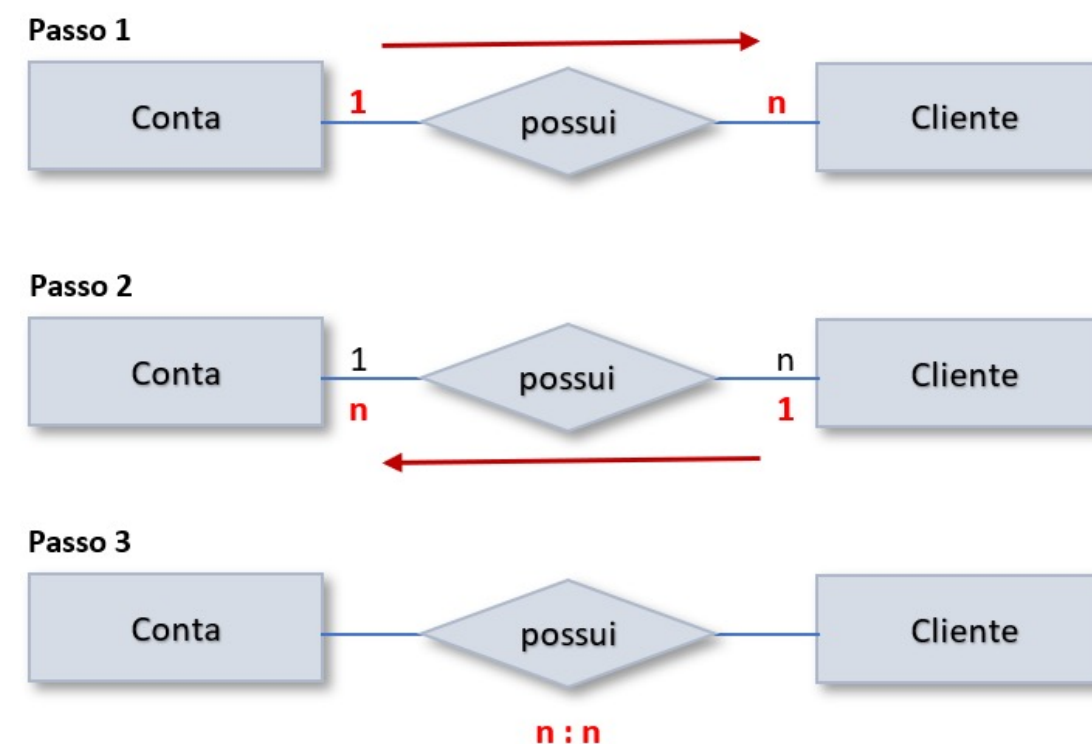 Passo 1
Conta 1 possui n Cliente
Passo 2
Conta 1 possui n Cliente
n 1
Passo 3
Conta possui Cliente
n : n